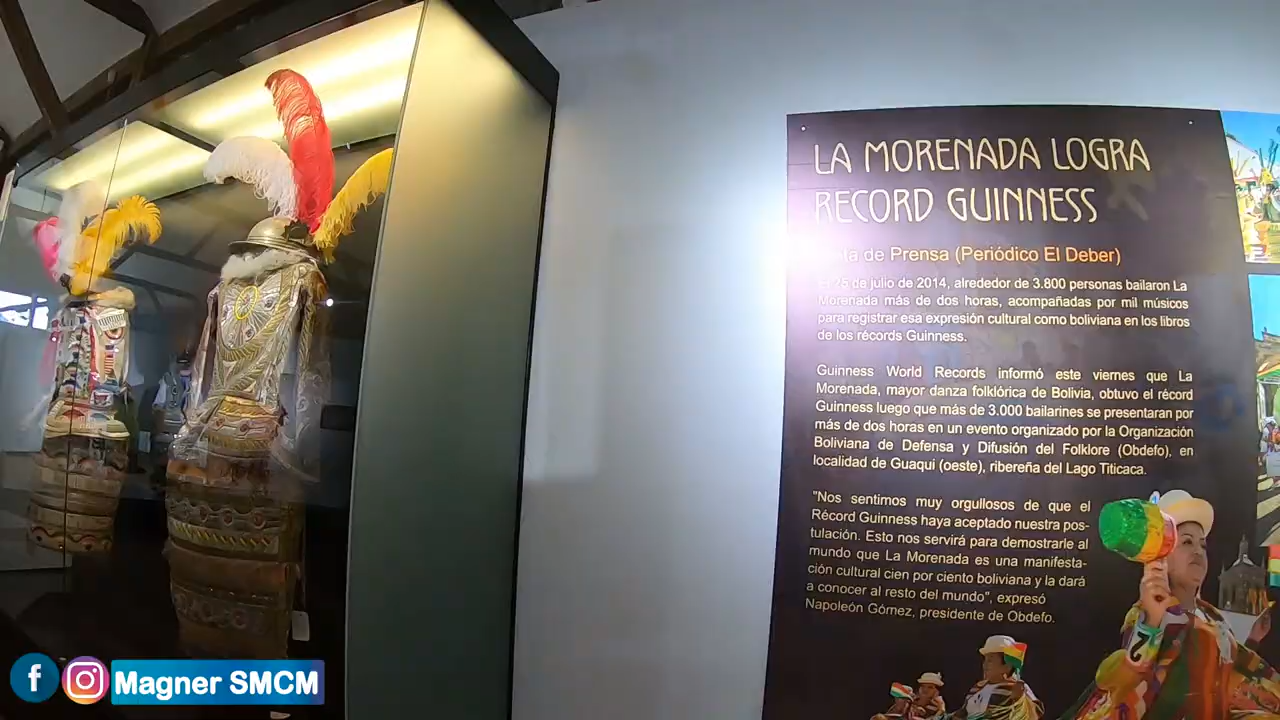 LA MORENADA LOGRA
RECORD GUINNESS
de Prensa (Periódico El Deber)
El 25 de julio de 2014, alrededor de 3.800 personas bailaron La
Morenada más de dos horas, acompañadas por mil músicos
para registrar esa expresión cultural como boliviana en los libros
de los récords Guinness.
Guinness World Records informó este viernes que La
Morenada, mayor danza folklórica de Bolivia, obtuvo el récord
Guinness luego que más de 3.000 bailarines se presentaran por
más de dos horas en un evento organizado por la Organización
Boliviana de Defensa y Difusión del Folklore (Obdefo), en
localidad de Guaqui (oeste), ribereña del Lago Titicaca.
"Nos sentimos muy orgullosos de que el
Récord Guinness haya aceptado nuestra pos-
tulación. Esto nos servirá para demostrarle al
mundo que La Morenada es una manifesta-
ción cultural cien por ciento boliviana y la dará
a conocer al resto del mundo", expresó
Napoleón Gómez, presidente de Obdefo.
f
Magner SMCM